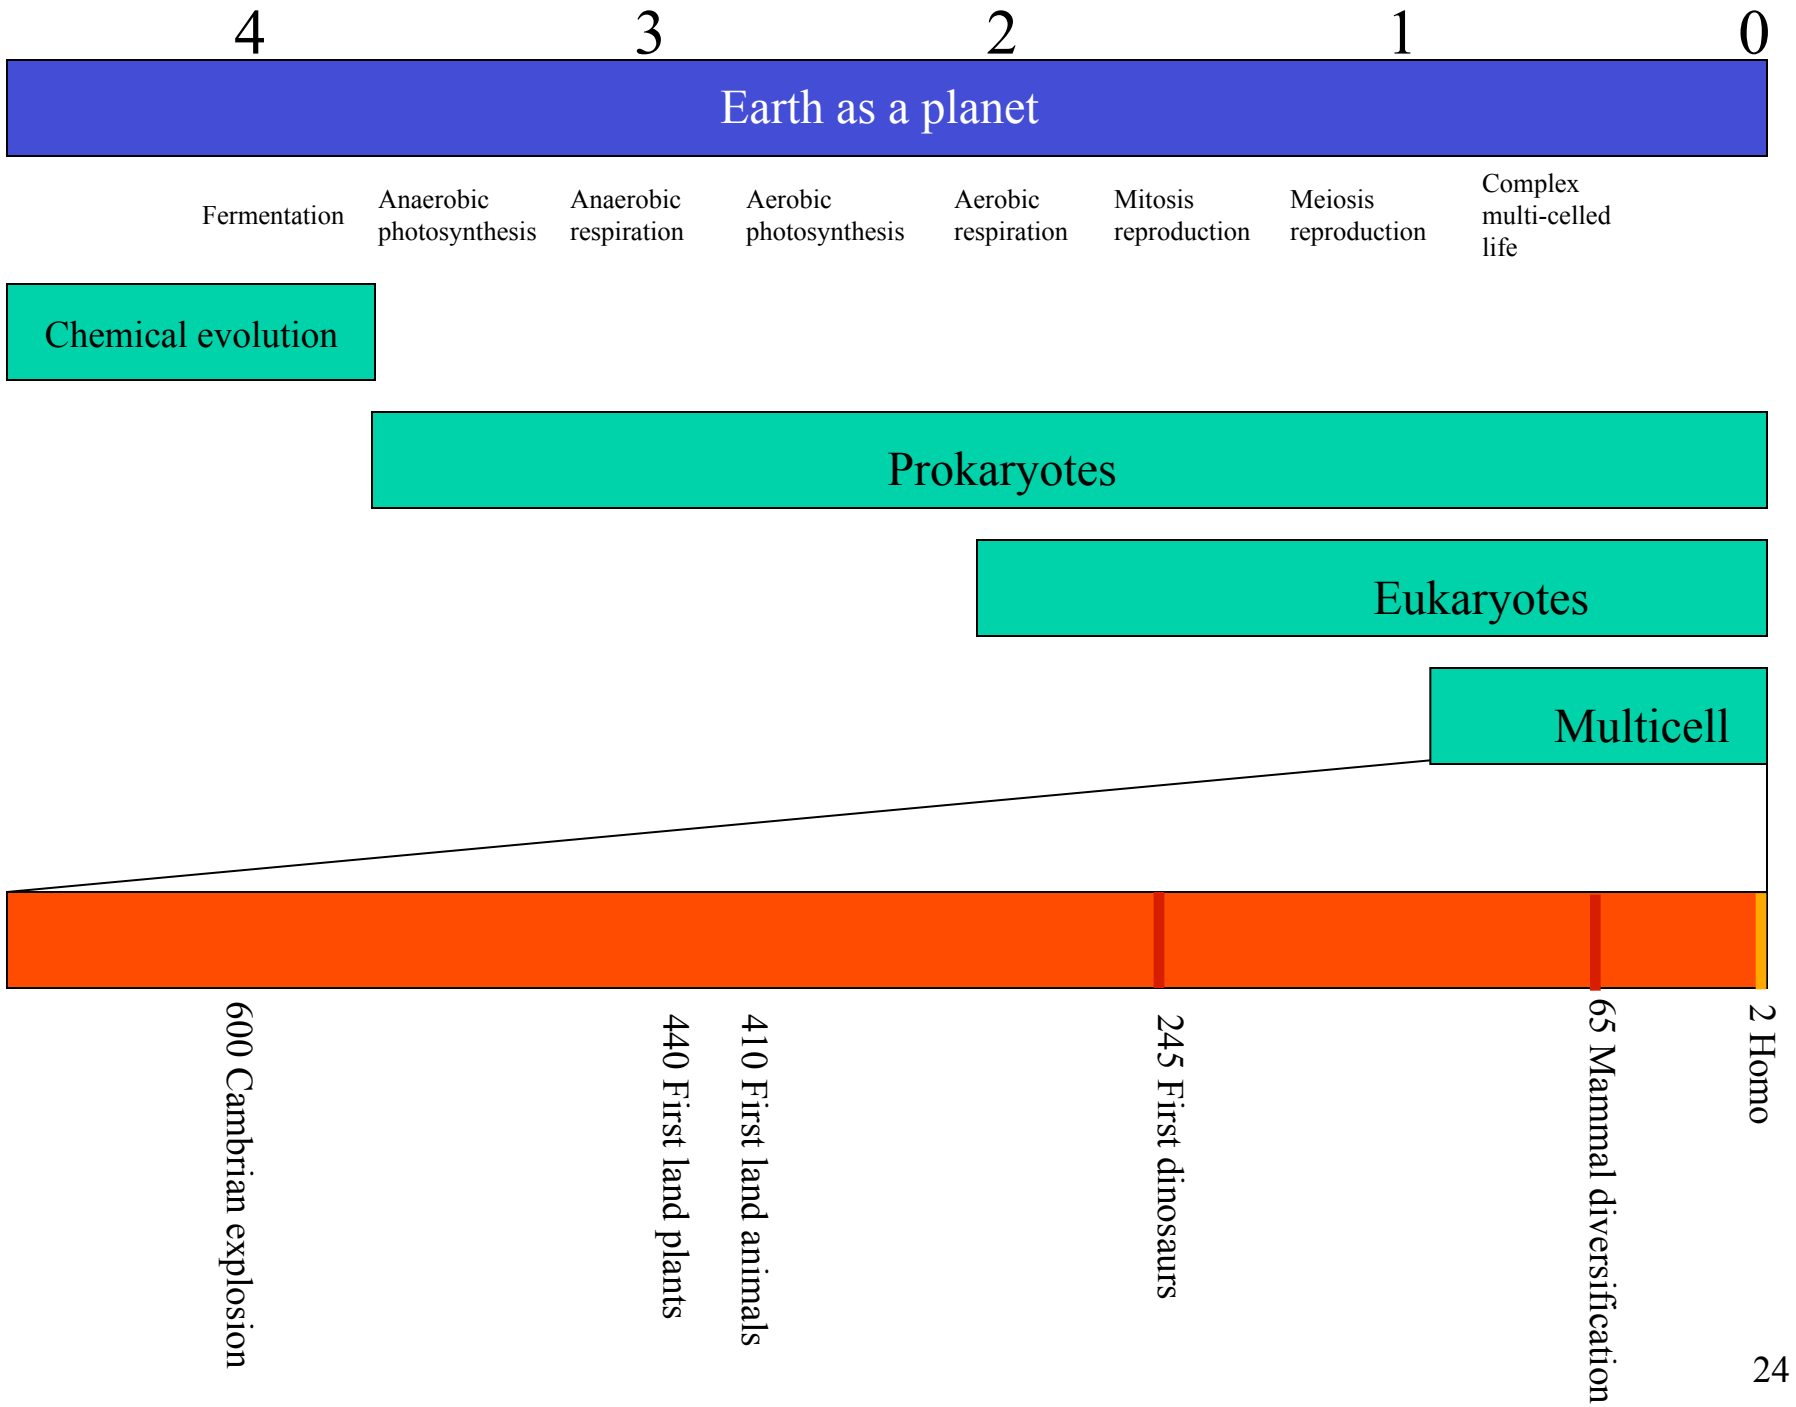 4 3 2 1 0
Earth as a planet
Fermentation
Anaerobic
photosynthesis
Anaerobic
respiration
Aerobic
photosynthesis
Aerobic
respiration
Mitosis
reproduction
Meiosis
reproduction
Complex
multi-celled
life
Chemical evolution
Prokaryotes
Eukaryotes
Multicell
600 Cambrian explosion
440 First land plants
410 First land animals
245 First dinosaurs
65 Mammal diversification
2 Homo
24